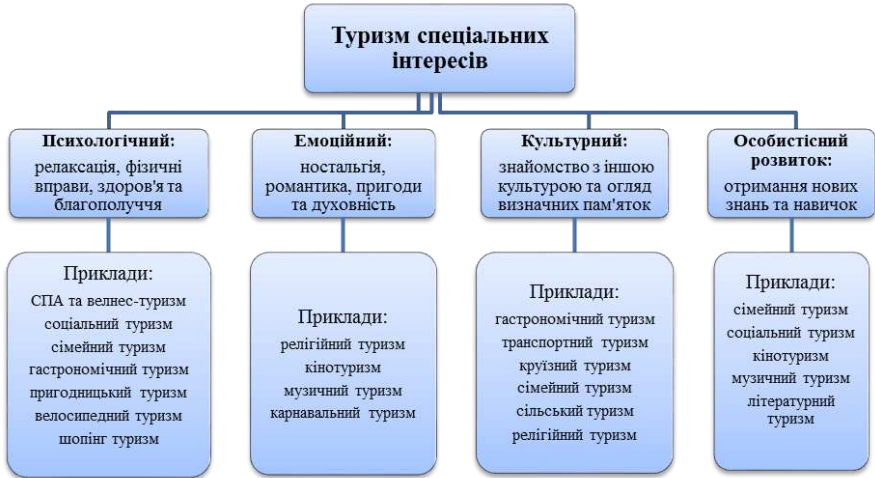 Туризм спеціальних
інтересів
Психологічний:
релаксація, фізичні
вправи, здоров'я та
благополуччя
Емоційний:
ностальгія,
романтика, пригоди
та духовність
Культурний:
знайомство з іншою
культурою та огляд
визначних пам'яток
Особистісний
розвиток:
отримання нових
знань та навичок
Приклади:
СПА та велнес-туризм
соціальний туризм
сімейний туризм
гастрономічний туризм
пригодницький туризм
велосипедний туризм
шопінг туризм
Приклади:
релігійний туризм
кінотуризм
музичний туризм
карнавальний туризм
Приклади:
гастрономічний туризм
транспортний туризм
круїзний туризм
сімейний туризм
сільський туризм
релігійний туризм
Приклади:
сімейний туризм
соціальний туризм
кінотуризм
музичний туризм
літературний
туризм